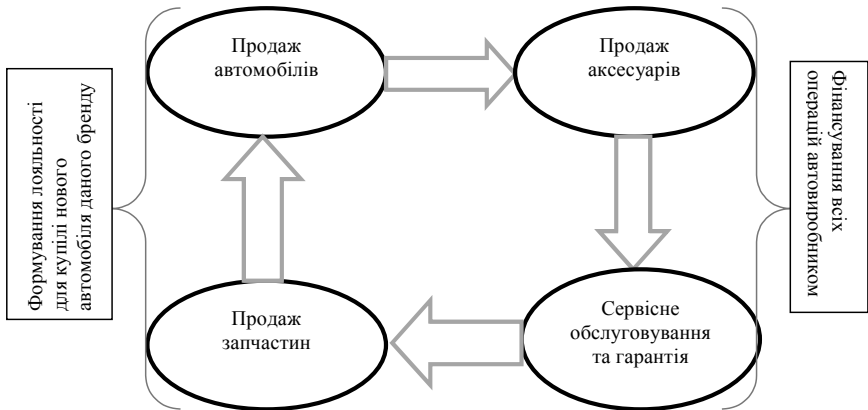 Формування лояльності
для купілі нового
автомобіля даного бренду
Продаж
автомобілів
Продаж
аксесуарів
Сервісне
обслуговування
та гарантія
Продаж
запчастин
Фінансування всіх
операцій автовиробником